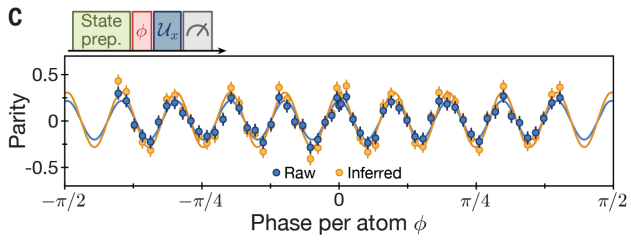 C
State prep. ϕ 𝒰ₓ
0.5
0
-0.5
Parity
Raw Inferred
−π/2 −π/4 0 π/4 π/2
Phase per atom ϕ